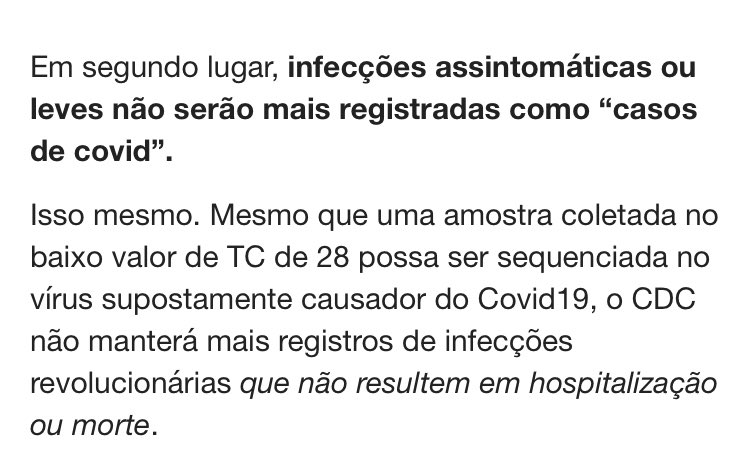 Em segundo lugar, infecções assintomáticas ou
leves não serão mais registradas como “casos
de covid”.
Isso mesmo. Mesmo que uma amostra coletada no
baixo valor de TC de 28 possa ser sequenciada no
vírus supostamente causador do Covid19, o CDC
não manterá mais registros de infecções
revolucionárias que não resultem em hospitalização
ou morte.